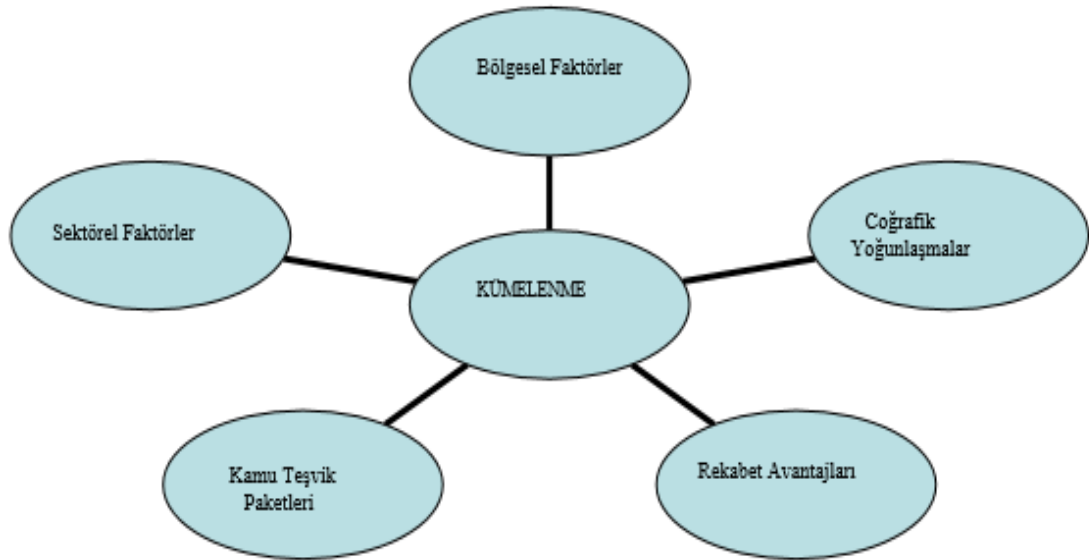 Bölgesel Faktörler
Sektörel Faktörler
Coğrafik
Yoğunlaşmalar
KÜMELENME
Kamu Teşvik
Paketleri
Rekabet Avantajları